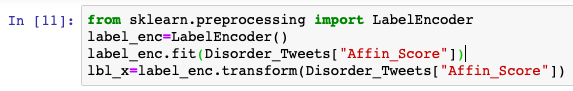 In [11]: from sklearn.preprocessing import LabelEncoder
label_enc=LabelEncoder()
label_enc.fit(Disorder_Tweets["Affin_Score"])
lbl_x=label_enc.transform(Disorder_Tweets["Affin_Score"])